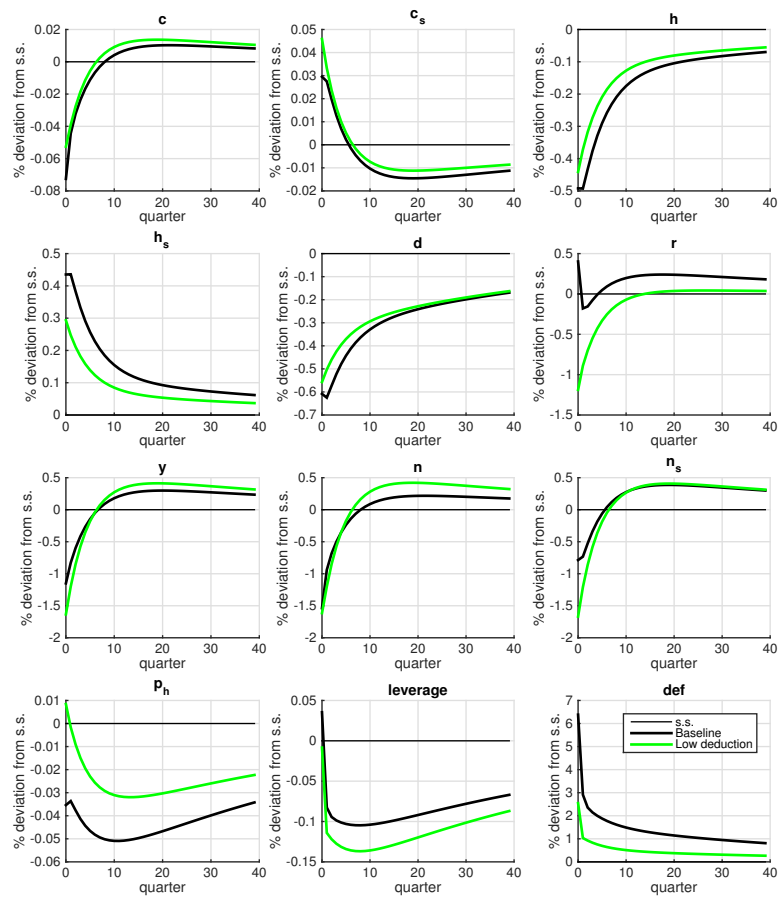 c
c_s
h
% deviation from s.s.
0.02
0
-0.02
-0.04
-0.06
-0.08
0 10 20 30 40
quarter
% deviation from s.s.
0.05
0.04
0.03
0.02
0.01
0
-0.01
-0.02
0 10 20 30 40
quarter
% deviation from s.s.
0
-0.1
-0.2
-0.3
-0.4
-0.5
0 10 20 30 40
quarter
h_s
d
r
% deviation from s.s.
0.5
0.4
0.3
0.2
0.1
0
0 10 20 30 40
quarter
% deviation from s.s.
0
-0.1
-0.2
-0.3
-0.4
-0.5
-0.6
-0.7
0 10 20 30 40
quarter
% deviation from s.s.
0.5
0
-0.5
-1
-1.5
0 10 20 30 40
quarter
y
n
n_s
% deviation from s.s.
0.5
0
-0.5
-1
-1.5
-2
0 10 20 30 40
quarter
% deviation from s.s.
0.5
0
-0.5
-1
-1.5
-2
0 10 20 30 40
quarter
% deviation from s.s.
0.5
0
-0.5
-1
-1.5
-2
0 10 20 30 40
quarter
p_h
leverage
def
% deviation from s.s.
0.01
0
-0.01
-0.02
-0.03
-0.04
-0.05
-0.06
0 10 20 30 40
quarter
% deviation from s.s.
0.05
0
-0.05
-0.1
-0.15
0 10 20 30 40
quarter
% deviation from s.s.
7
6
5
4
3
2
1
0
0 10 20 30 40
quarter
s.s.
Baseline
Low deduction